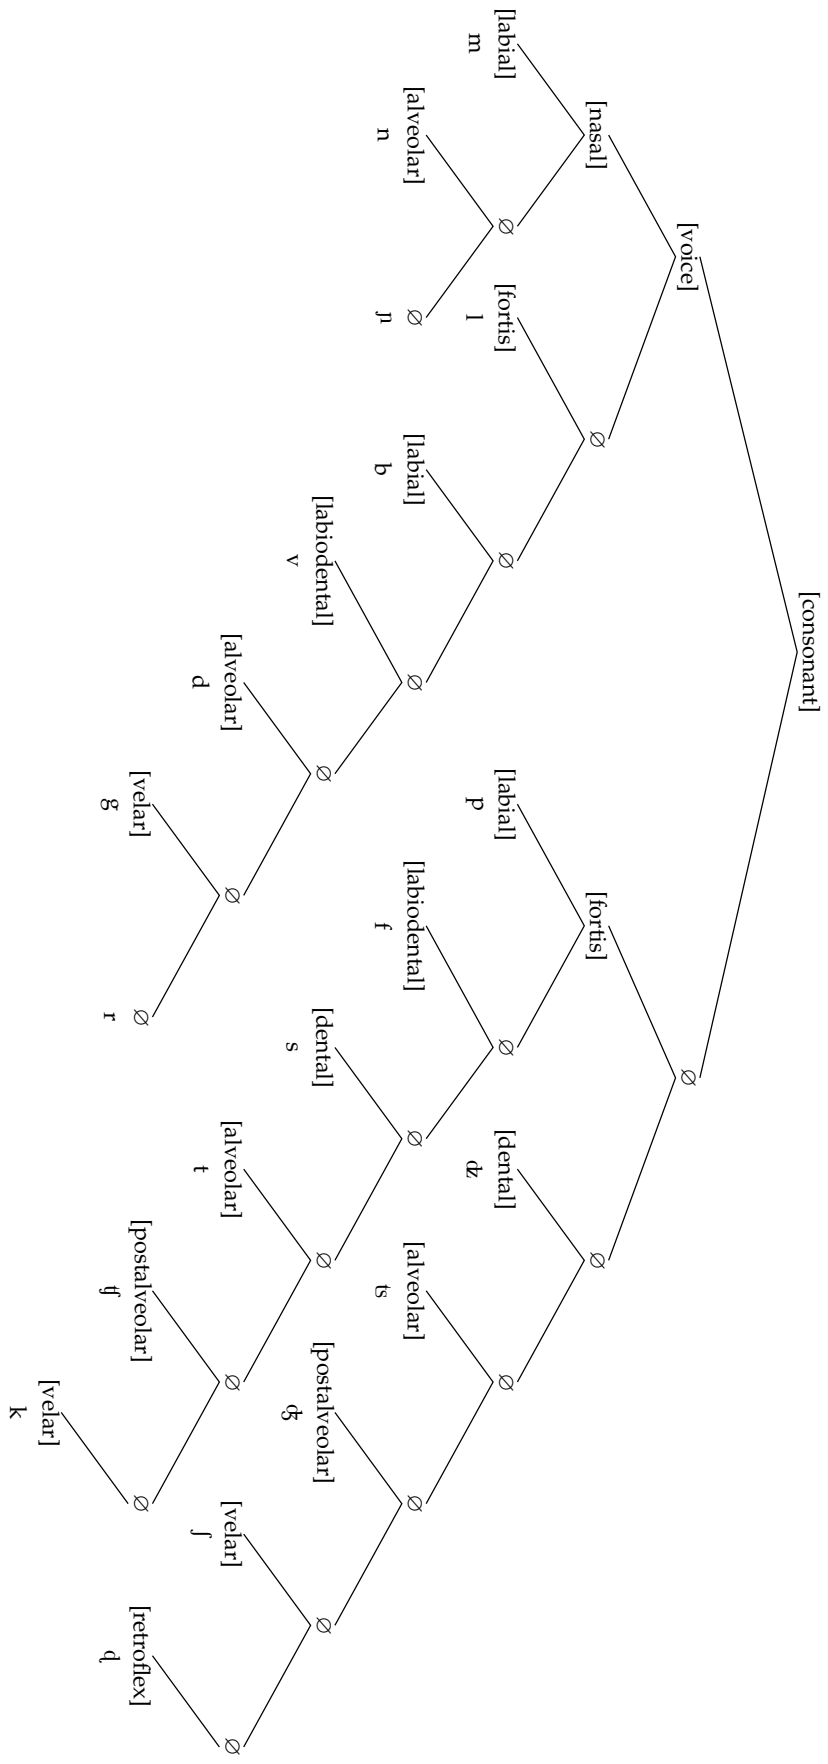 [consonant]
[voice] ∅
[nasal] ∅ [fortis] ∅
[labial] ∅ [fortis] ∅ [labial] ∅ [dental] ∅
m l p ʣ
[alveolar] ∅ [labial] ∅ [labiodental] ∅ [alveolar] ∅
n ɲ b f ʦ
[labiodental] ∅ [dental] ∅ [postalveolar] ∅
v s ʤ
[alveolar] ∅ [alveolar] ∅ [velar] ∅
d t ʃ
[velar] ∅ [postalveolar] ∅ [retroflex]
g r ʧ ɖ
[velar]
k